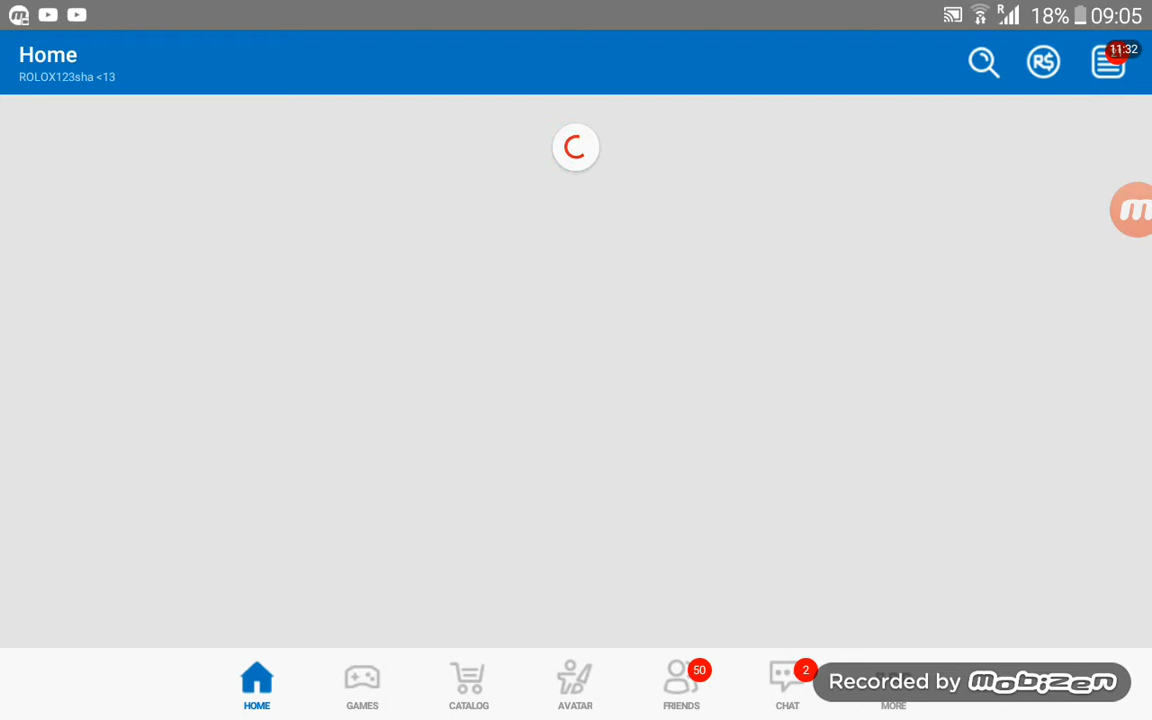 18% 09:05
Home
ROLOX123sha <13
R$
11:32
HOME
GAMES
CATALOG
AVATAR
50
FRIENDS
2
CHAT
MORE
Recorded by mobizen